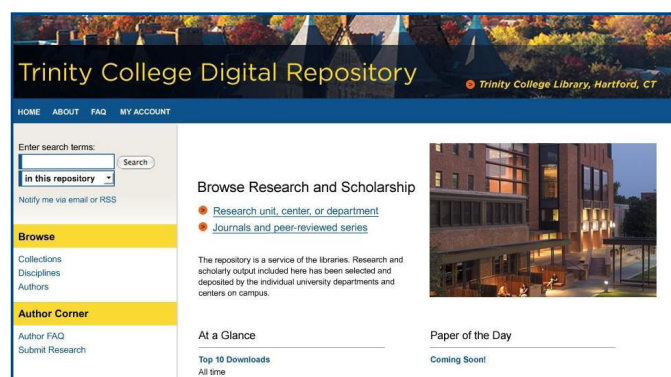 Trinity College Digital Repository
Trinity College Library, Hartford, CT
HOME ABOUT FAQ MY ACCOUNT
Enter search terms:
Search
in this repository
Notify me via email or RSS
Browse
Collections
Disciplines
Authors
Author Corner
Author FAQ
Submit Research
Browse Research and Scholarship
Research unit, center, or department
Journals and peer-reviewed series
The repository is a service of the libraries. Research and
scholarly output included here has been selected and
deposited by the individual university departments and
centers on campus.
At a Glance
Top 10 Downloads
All time
Paper of the Day
Coming Soon!